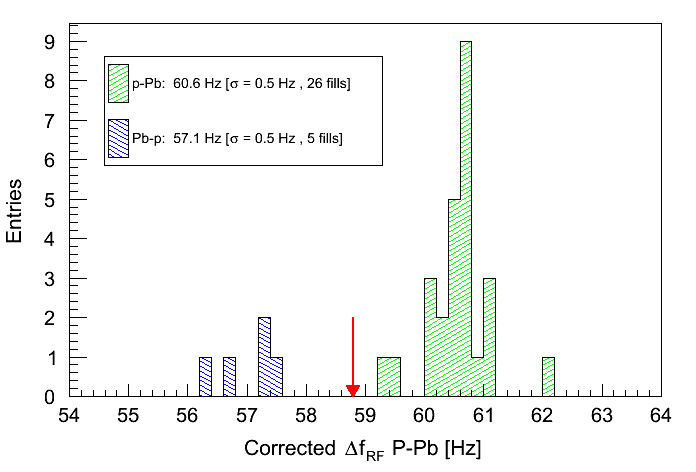 9
8
7
6
5
4
3
2
1
0
Entries
p-Pb: 60.6 Hz [σ = 0.5 Hz , 26 fills]
Pb-p: 57.1 Hz [σ = 0.5 Hz , 5 fills]
54 55 56 57 58 59 60 61 62 63 64
Corrected ΔfRF P-Pb [Hz]